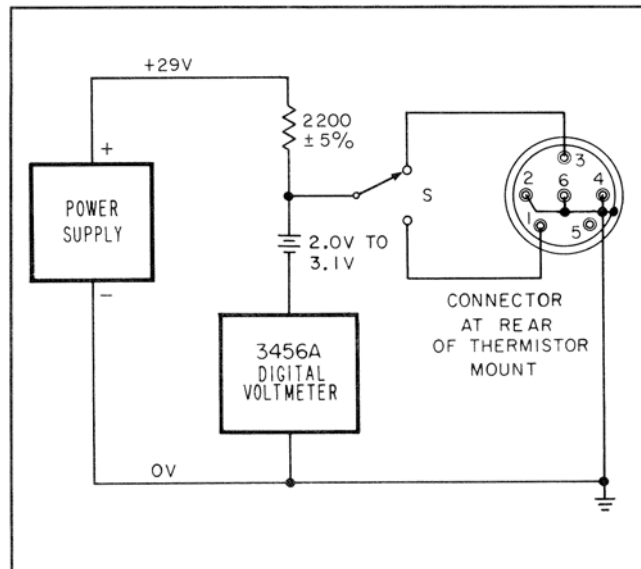 +29V
2200
±5%
+
3
2
6
4
POWER
SUPPLY
S
1
5
2.0V TO
3.1V
−
CONNECTOR
AT REAR
OF THERMISTOR
MOUNT
3456A
DIGITAL
VOLTMETER
0V